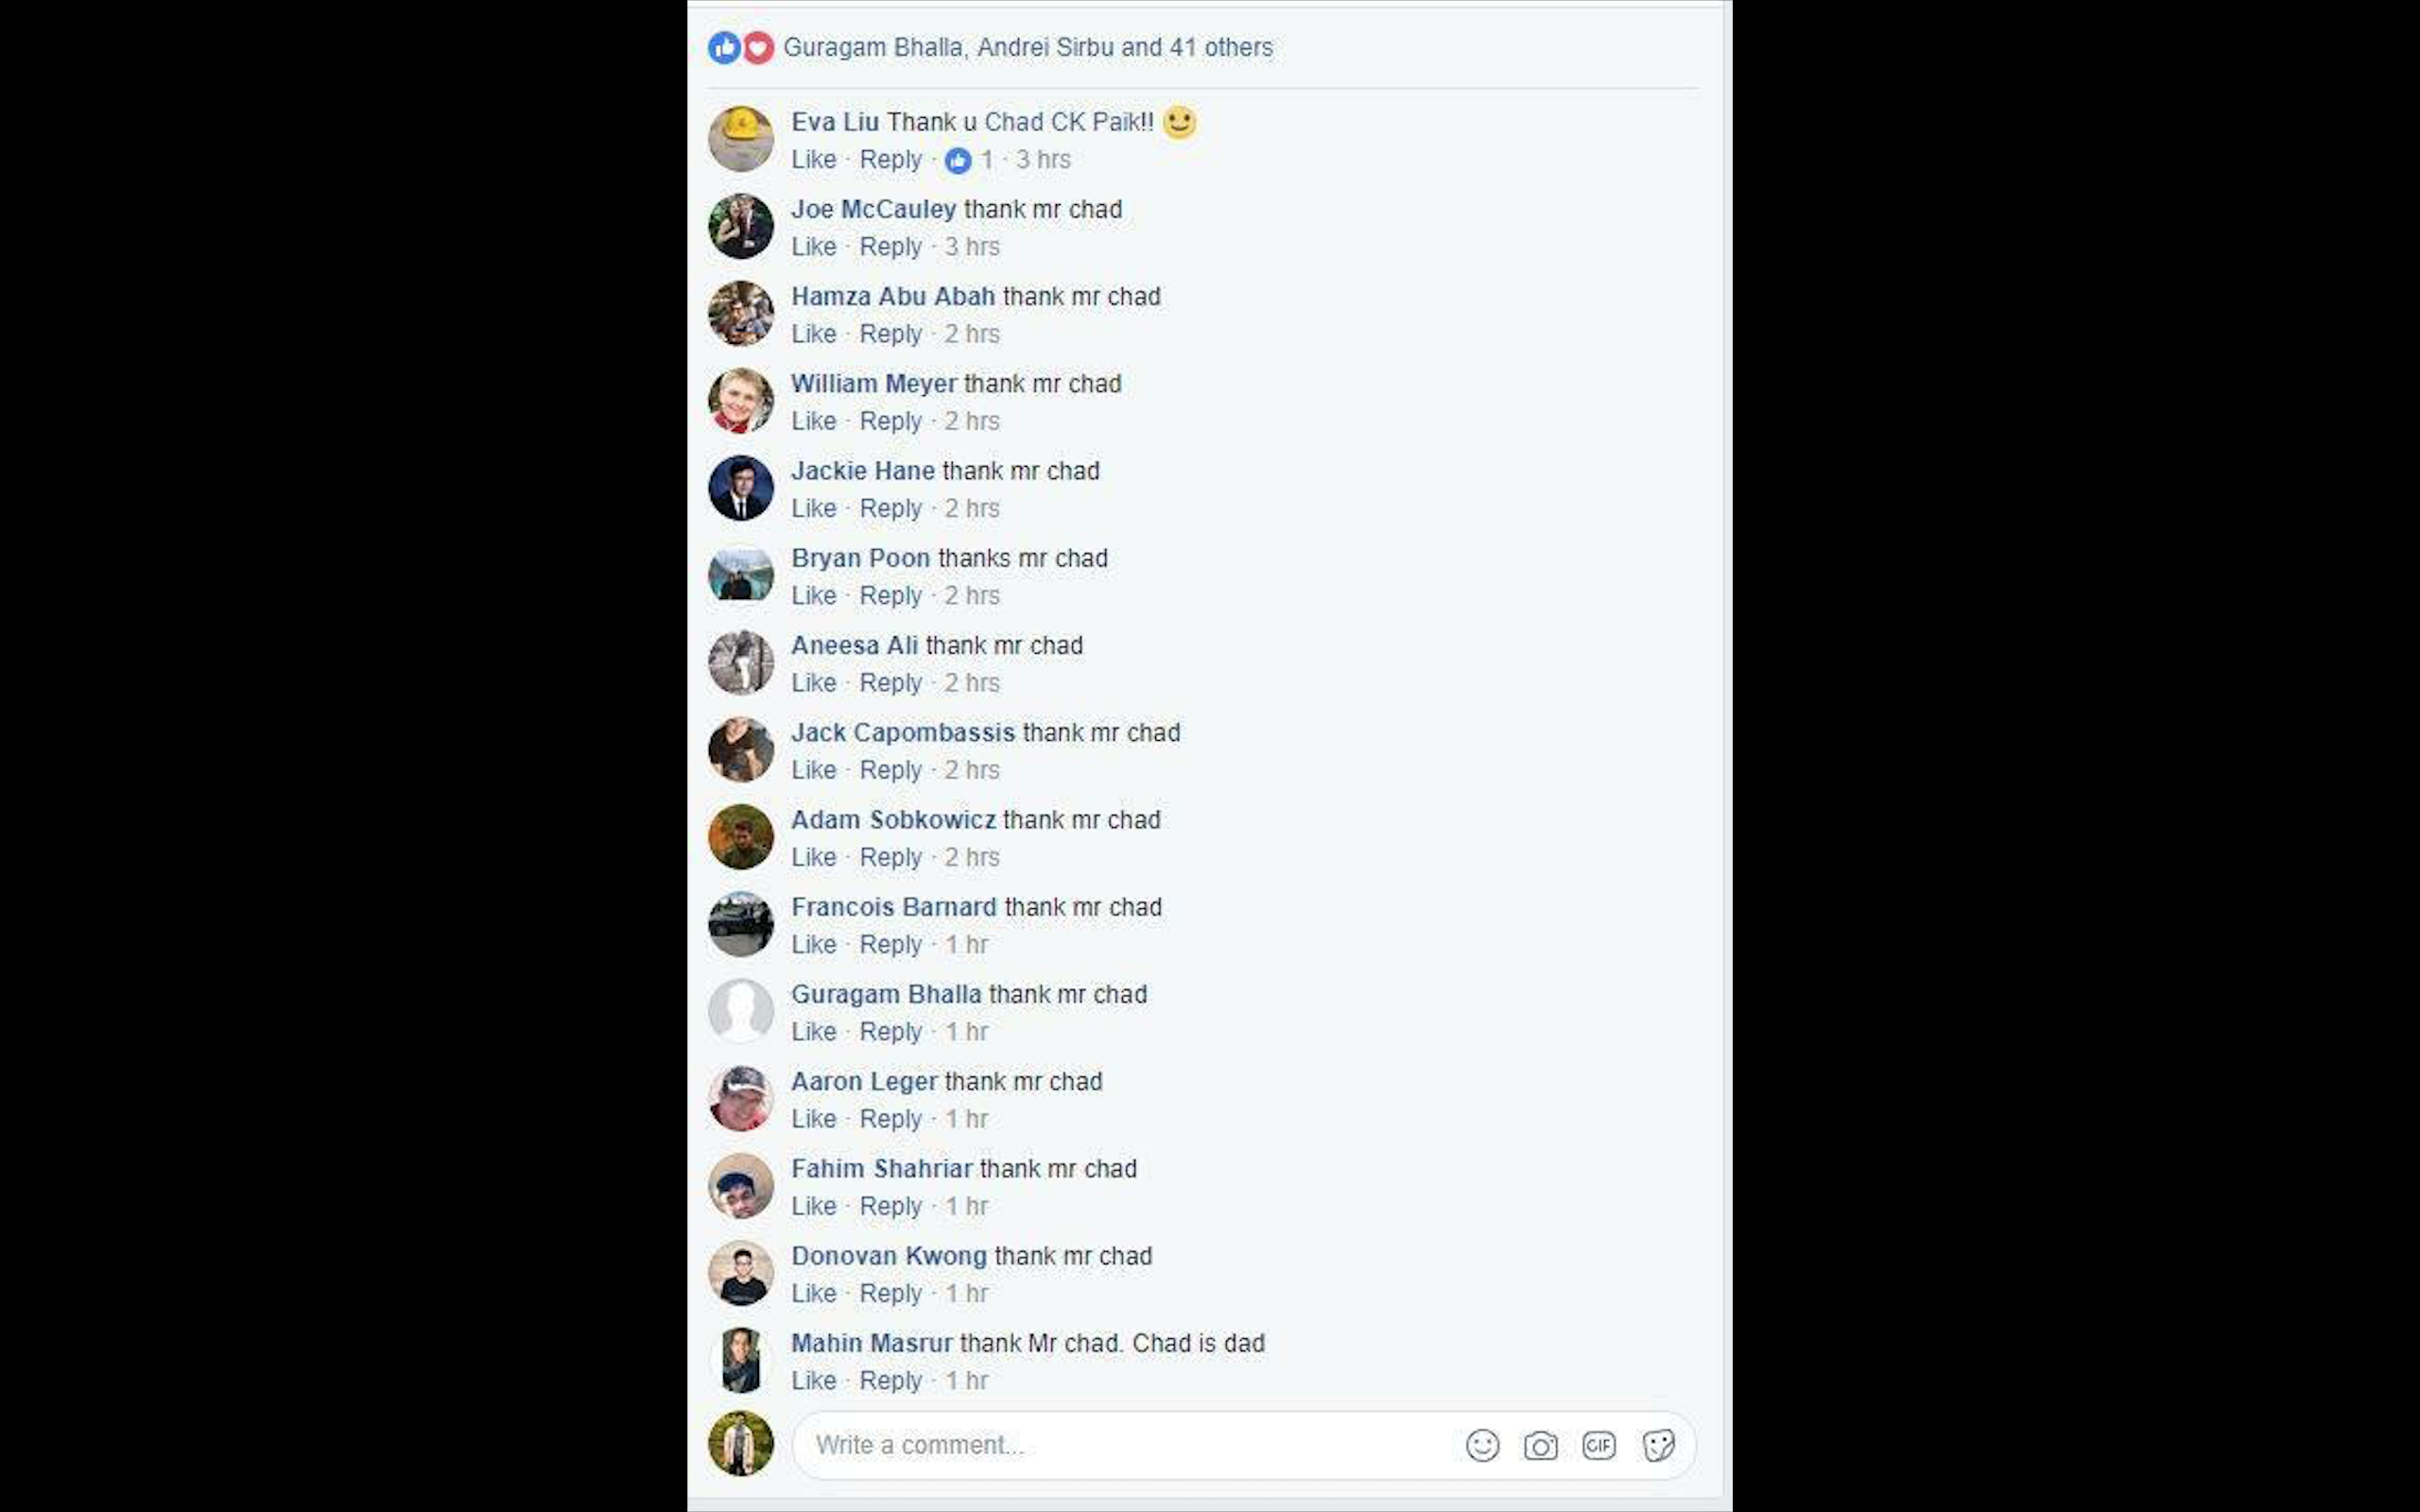 Guragam Bhalla, Andrei Sirbu and 41 others
Eva Liu Thank u Chad CK Paik!!
Like · Reply · 1 · 3 hrs
Joe McCauley thank mr chad
Like · Reply · 3 hrs
Hamza Abu Abah thank mr chad
Like · Reply · 2 hrs
William Meyer thank mr chad
Like · Reply · 2 hrs
Jackie Hane thank mr chad
Like · Reply · 2 hrs
Bryan Poon thanks mr chad
Like · Reply · 2 hrs
Aneesa Ali thank mr chad
Like · Reply · 2 hrs
Jack Capombassis thank mr chad
Like · Reply · 2 hrs
Adam Sobkowicz thank mr chad
Like · Reply · 2 hrs
Francois Barnard thank mr chad
Like · Reply · 1 hr
Guragam Bhalla thank mr chad
Like · Reply · 1 hr
Aaron Leger thank mr chad
Like · Reply · 1 hr
Fahim Shahriar thank mr chad
Like · Reply · 1 hr
Donovan Kwong thank mr chad
Like · Reply · 1 hr
Mahin Masrur thank Mr chad. Chad is dad
Like · Reply · 1 hr
Write a comment... GIF